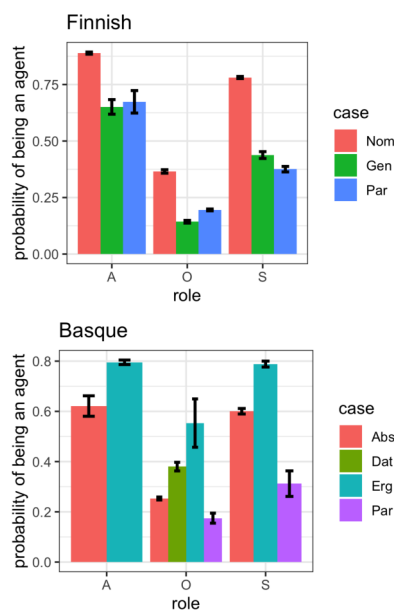 Finnish
probability of being an agent
0.75
0.50
0.25
0.00
A
O
S
role
case
Nom
Gen
Par
Basque
probability of being an agent
0.8
0.6
0.4
0.2
0.0
A
O
S
role
case
Abs
Dat
Erg
Par